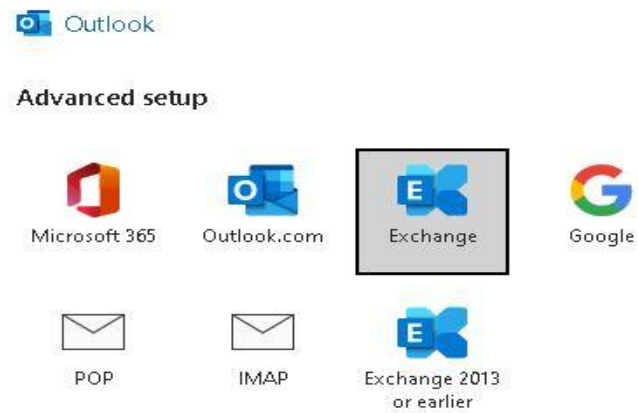 Outlook
Advanced setup
Microsoft 365
Outlook.com
Exchange
Google
POP
IMAP
Exchange 2013
or earlier